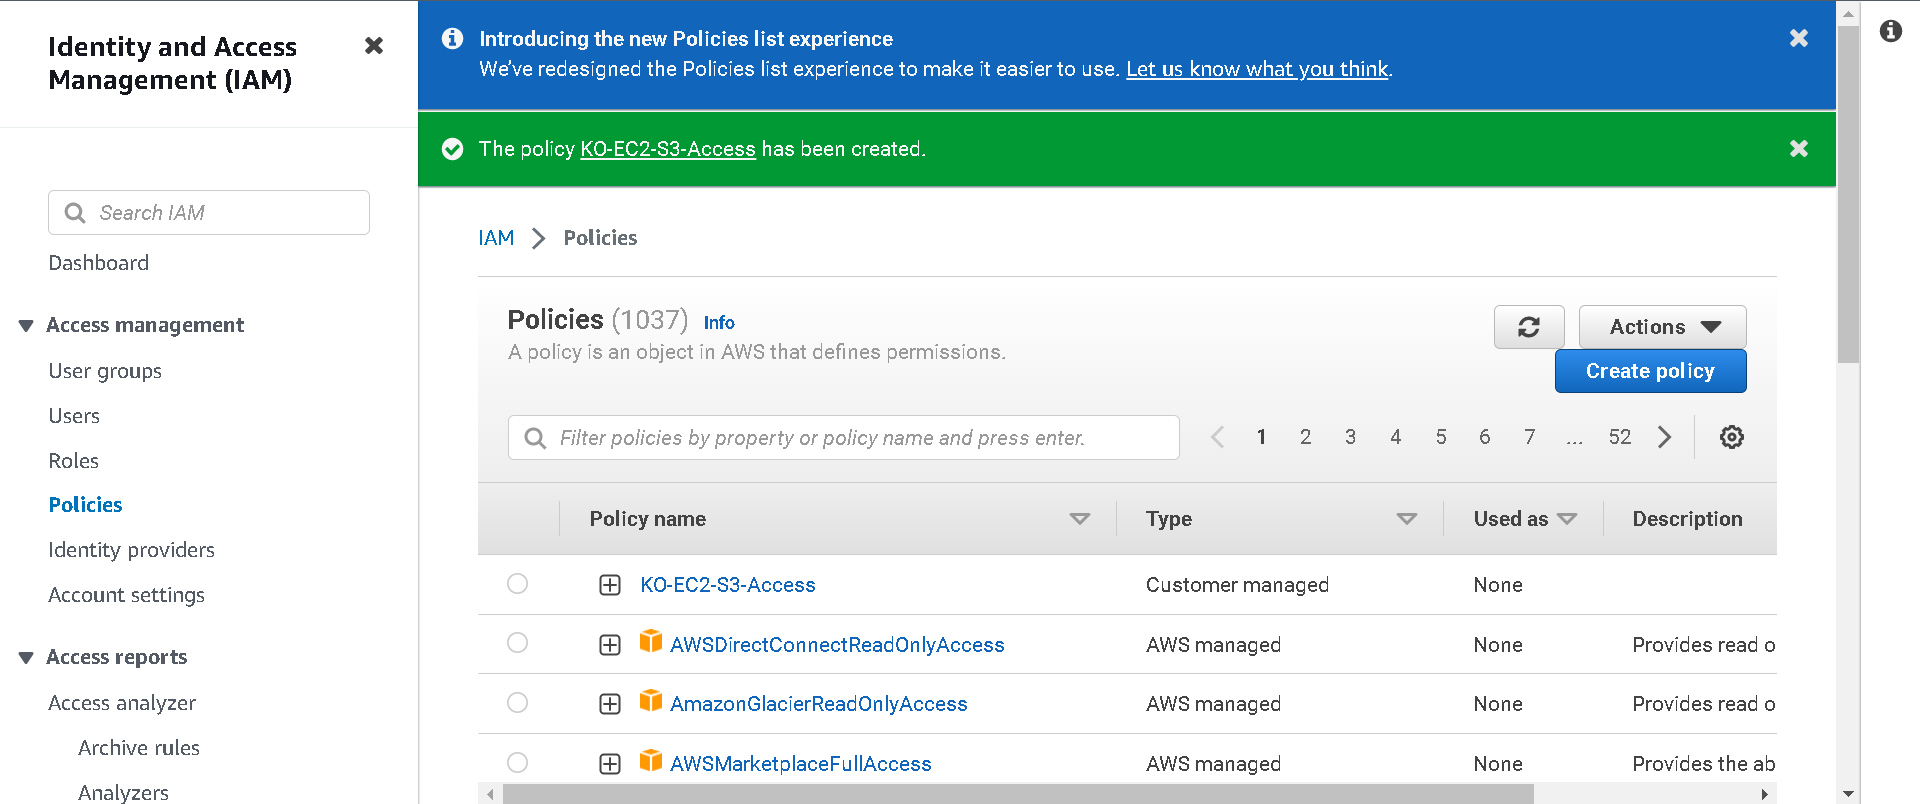 Identity and Access
Management (IAM)
Search IAM
Dashboard
Access management
User groups
Users
Roles
Policies
Identity providers
Account settings
Access reports
Access analyzer
Archive rules
Analyzers
Introducing the new Policies list experience
We've redesigned the Policies list experience to make it easier to use. Let us know what you think.
The policy KO-EC2-S3-Access has been created.
IAM > Policies
Policies (1037) Info
A policy is an object in AWS that defines permissions.
Actions
Create policy
Filter policies by property or policy name and press enter.
1 2 3 4 5 6 7 ... 52
Policy name Type Used as Description
KO-EC2-S3-Access Customer managed None
AWSDirectConnectReadOnlyAccess AWS managed None Provides read o
AmazonGlacierReadOnlyAccess AWS managed None Provides read o
AWSMarketplaceFullAccess AWS managed None Provides the ab